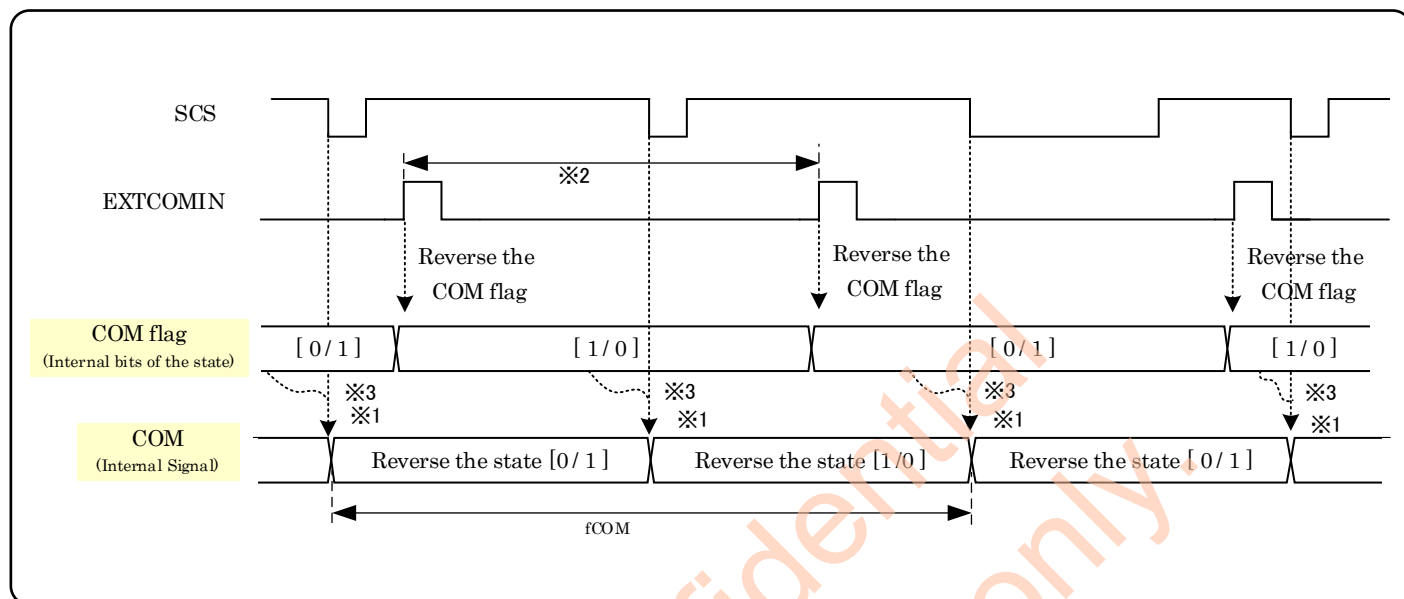 SCS
※2
EXTCOMIN
Reverse the
COM flag
Reverse the
COM flag
Reverse the
COM flag
COM flag
(Internal bits of the state)
[ 0 / 1 ]
[ 1 / 0 ]
[ 0 / 1 ]
[ 1 / 0 ]
※3
※1
※3
※1
※3
※1
※3
※1
COM
(Internal Signal)
Reverse the state [ 0 / 1 ]
Reverse the state [1 /0 ]
Reverse the state [ 0 / 1 ]
fCOM
fidential
only.